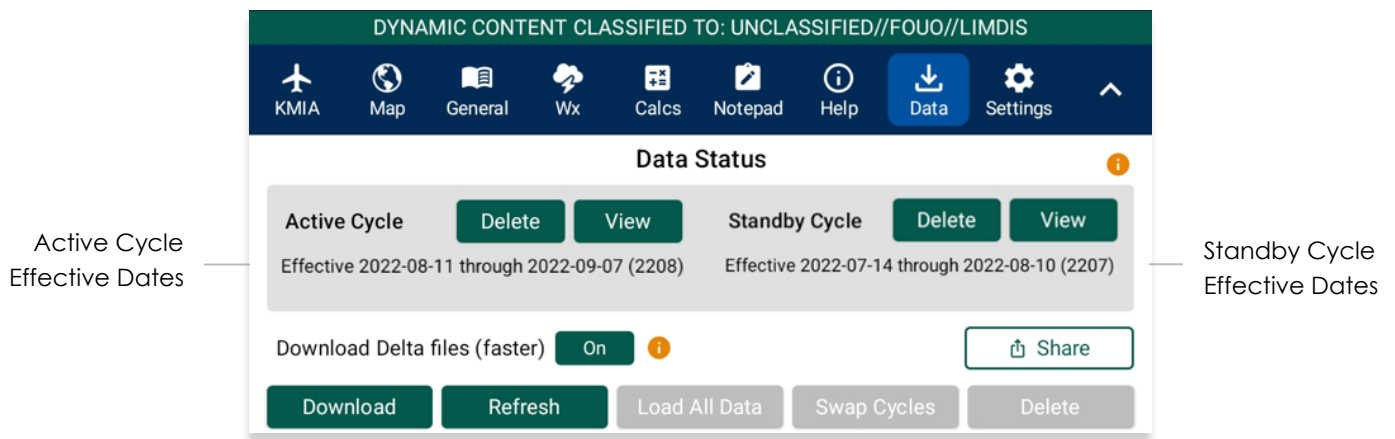 DYNAMIC CONTENT CLASSIFIED TO: UNCLASSIFIED//FOUO//LIMDIS
KMIA Map General Wx Calcs Notepad Help Data Settings
Data Status
Active Cycle Delete View Standby Cycle Delete View
Effective 2022-08-11 through 2022-09-07 (2208) Effective 2022-07-14 through 2022-08-10 (2207)
Active Cycle
Effective Dates
Standby Cycle
Effective Dates
Download Delta files (faster) On Share
Download Refresh Load All Data Swap Cycles Delete